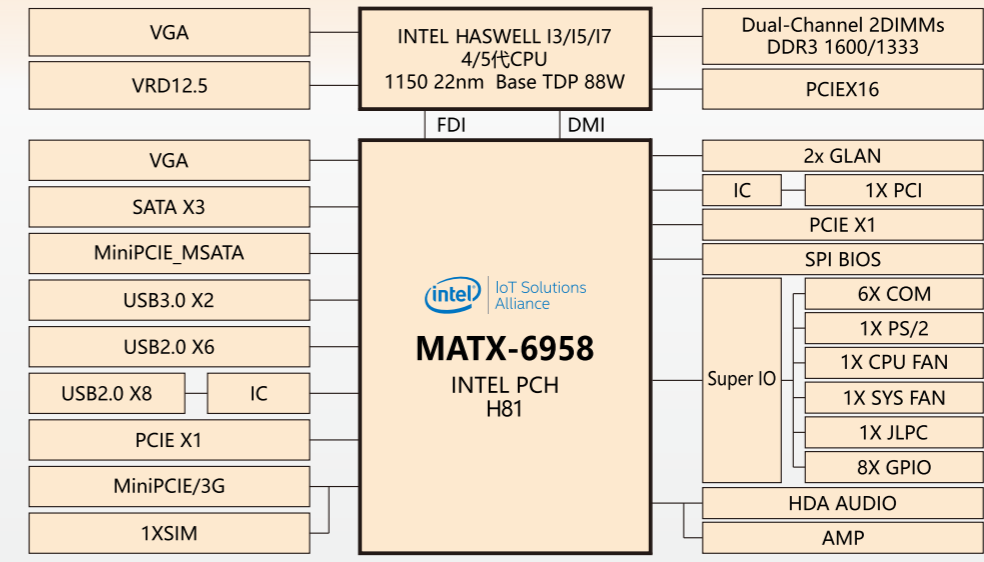 VGA
VRD12.5
INTEL HASWELL I3/I5/I7
4/5代CPU
1150 22nm Base TDP 88W
Dual-Channel 2DIMMs
DDR3 1600/1333
PCIEX16
FDI
DMI
VGA
SATA X3
MiniPCIE_MSATA
USB3.0 X2
USB2.0 X6
USB2.0 X8
IC
PCIE X1
MiniPCIE/3G
1XSIM
intel
IoT Solutions
Alliance
MATX-6958
INTEL PCH
H81
2x GLAN
IC
1X PCI
PCIE X1
SPI BIOS
Super IO
6X COM
1X PS/2
1X CPU FAN
1X SYS FAN
1X JLPC
8X GPIO
HDA AUDIO
AMP